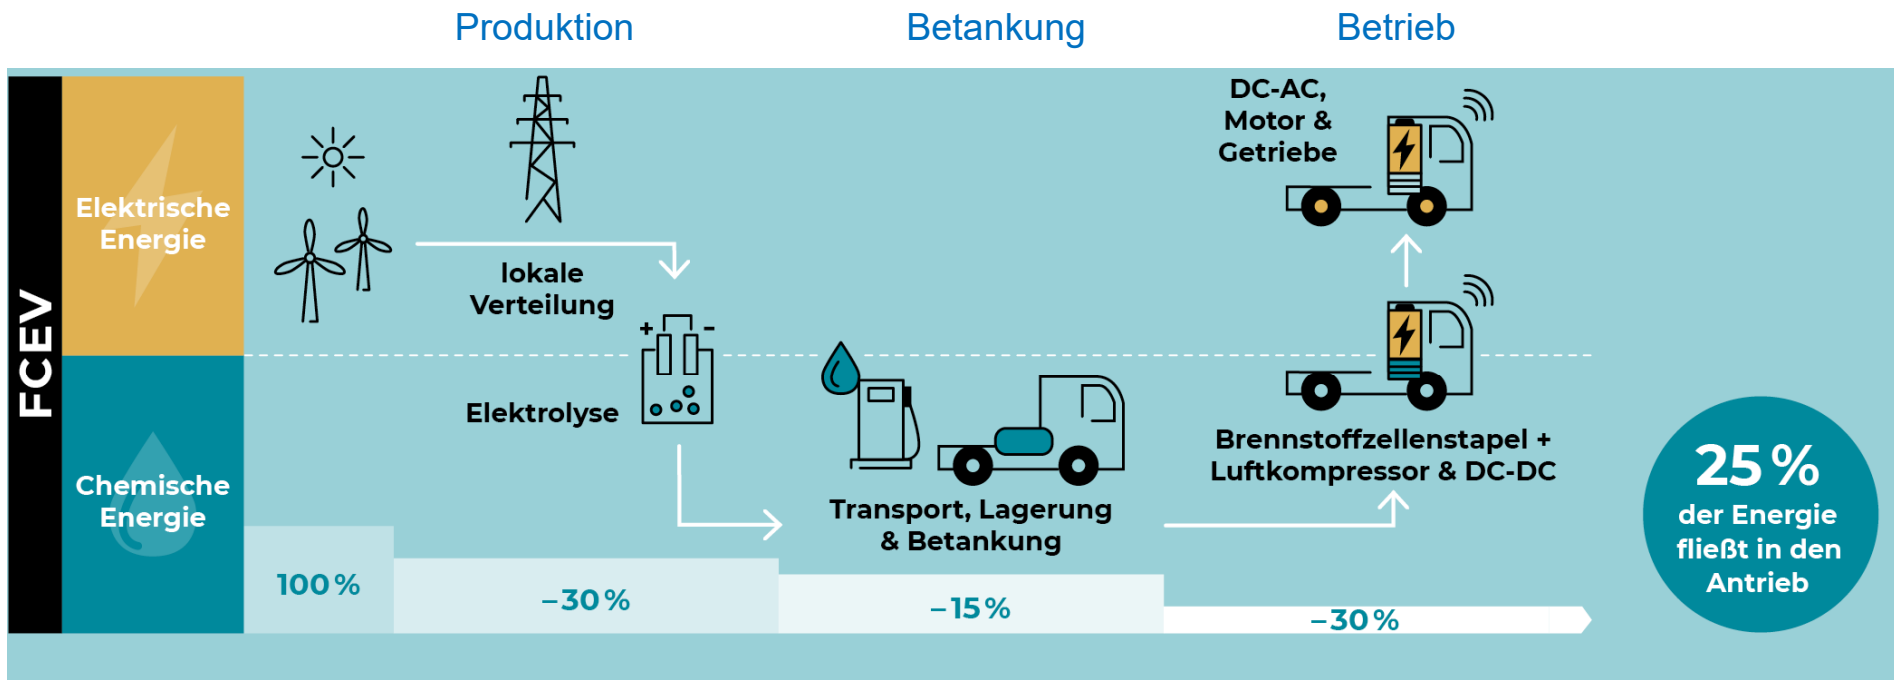 Produktion
Betankung
Betrieb
FCEV
Elektrische
Energie
lokale
Verteilung
DC-AC,
Motor &
Getriebe
+ −
Elektrolyse
Chemische
Energie
Transport, Lagerung
& Betankung
Brennstoffzellenstapel +
Luftkompressor & DC-DC
100 %
−30 %
−15 %
−30 %
25 %
der Energie
fließt in den
Antrieb